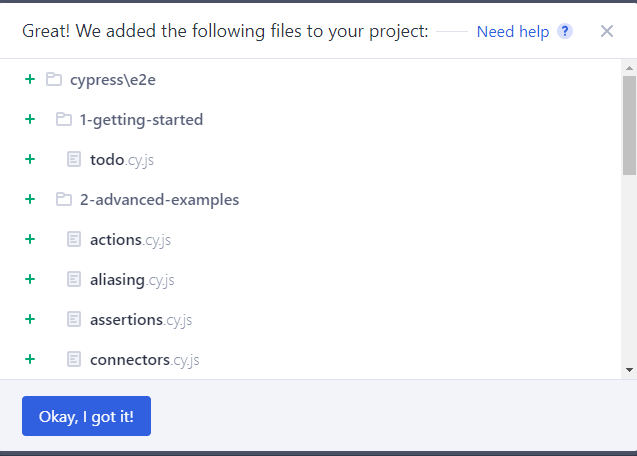 Great! We added the following files to your project: Need help ?
+ cypress\e2e
+ 1-getting-started
+ todo.cy.js
+ 2-advanced-examples
+ actions.cy.js
+ aliasing.cy.js
+ assertions.cy.js
+ connectors.cy.js
Okay, I got it!